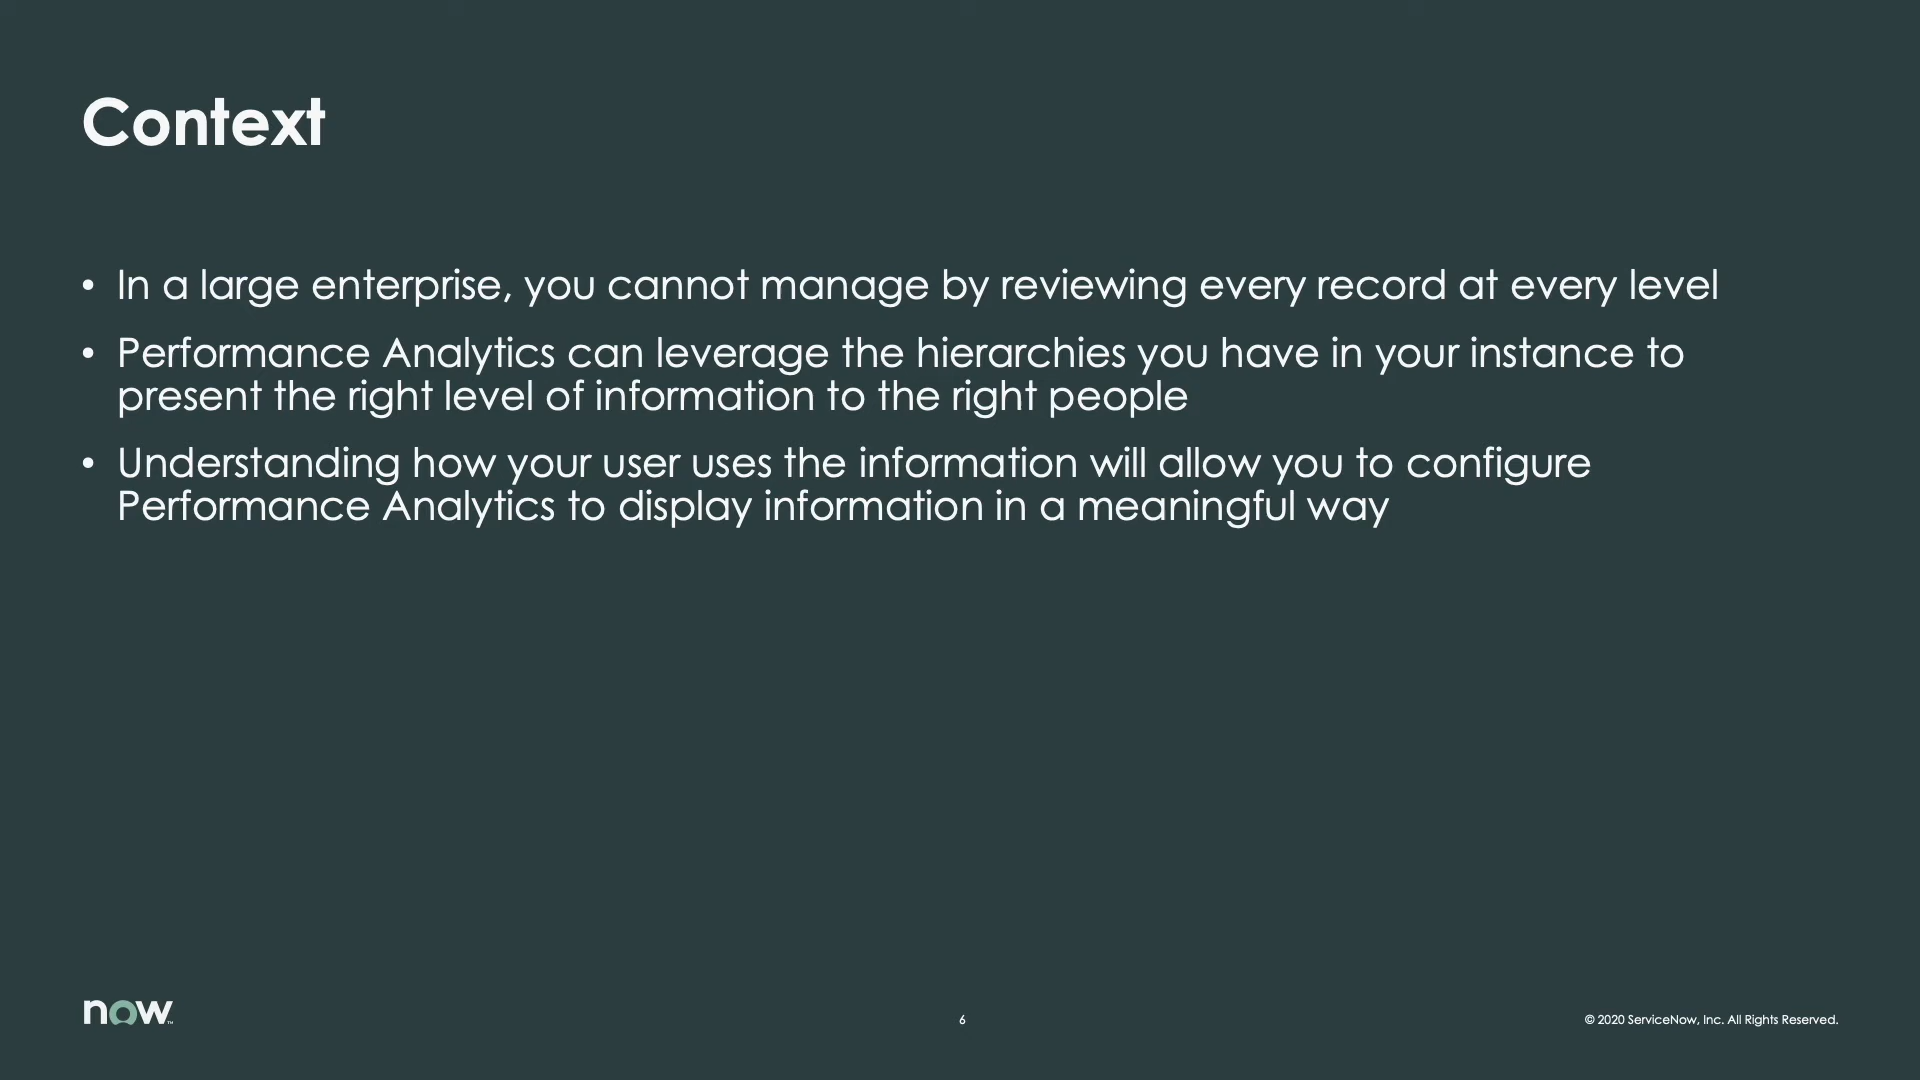 Context
• In a large enterprise, you cannot manage by reviewing every record at every level
• Performance Analytics can leverage the hierarchies you have in your instance to
present the right level of information to the right people
• Understanding how your user uses the information will allow you to configure
Performance Analytics to display information in a meaningful way
now™
6
© 2020 ServiceNow, Inc. All Rights Reserved.